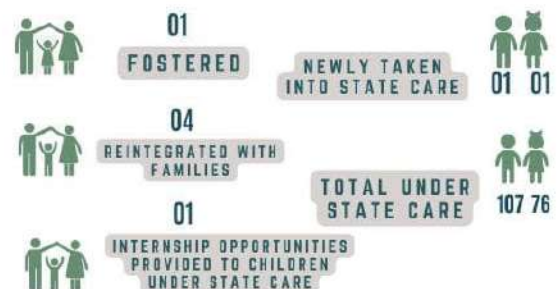 01
FOSTERED
04
REINTEGRATED WITH
FAMILIES
01
INTERNSHIP OPPORTUNITIES
PROVIDED TO CHILDREN
UNDER STATE CARE
NEWLY TAKEN
INTO STATE CARE
01 01
TOTAL UNDER
STATE CARE
107 76